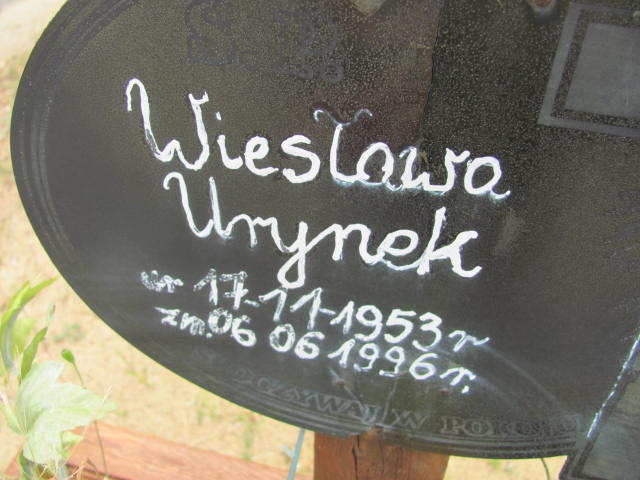 Wiesława
Urynek
ur 17-11-1953 r
zm. 06 06 1996 r.
SPOCZYWAJ W POKOJU